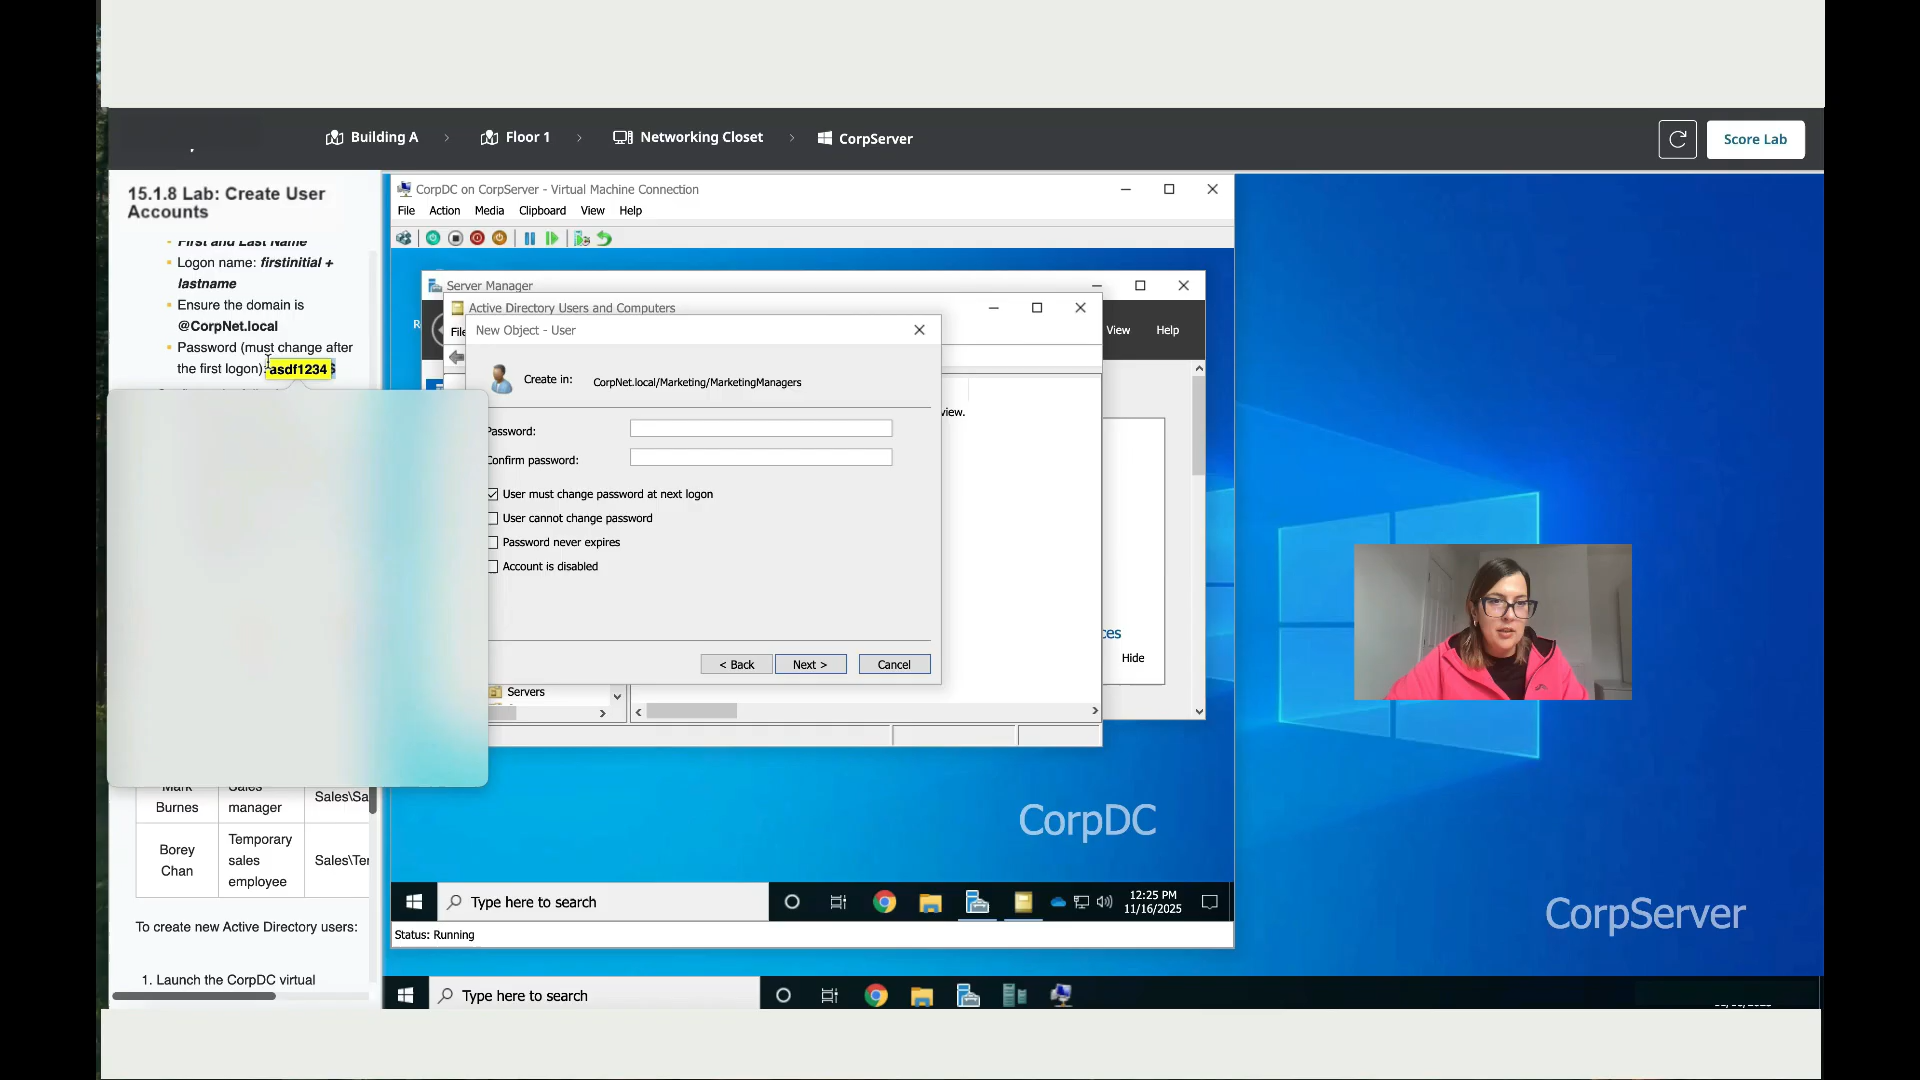 Building A > Floor 1 > Networking Closet > CorpServer
Score Lab
15.1.8 Lab: Create User
Accounts
First and Last Name
Logon name: firstinitial +
lastname
Ensure the domain is
@CorpNet.local
Password (must change after
the first logon): asdf1234
Burnes
manager
Sales\Sa
Borey
Chan
Temporary
sales
employee
Sales\Ter
To create new Active Directory users:
1. Launch the CorpDC virtual
CorpDC on CorpServer - Virtual Machine Connection
File Action Media Clipboard View Help
Server Manager
Active Directory Users and Computers
View Help
New Object - User
Create in: CorpNet.local/Marketing/MarketingManagers
view.
Password:
Confirm password:
User must change password at next logon
User cannot change password
Password never expires
Account is disabled
< Back Next > Cancel
Servers
Hide
CorpDC
Type here to search
12:25 PM
11/16/2025
Status: Running
CorpServer
Type here to search